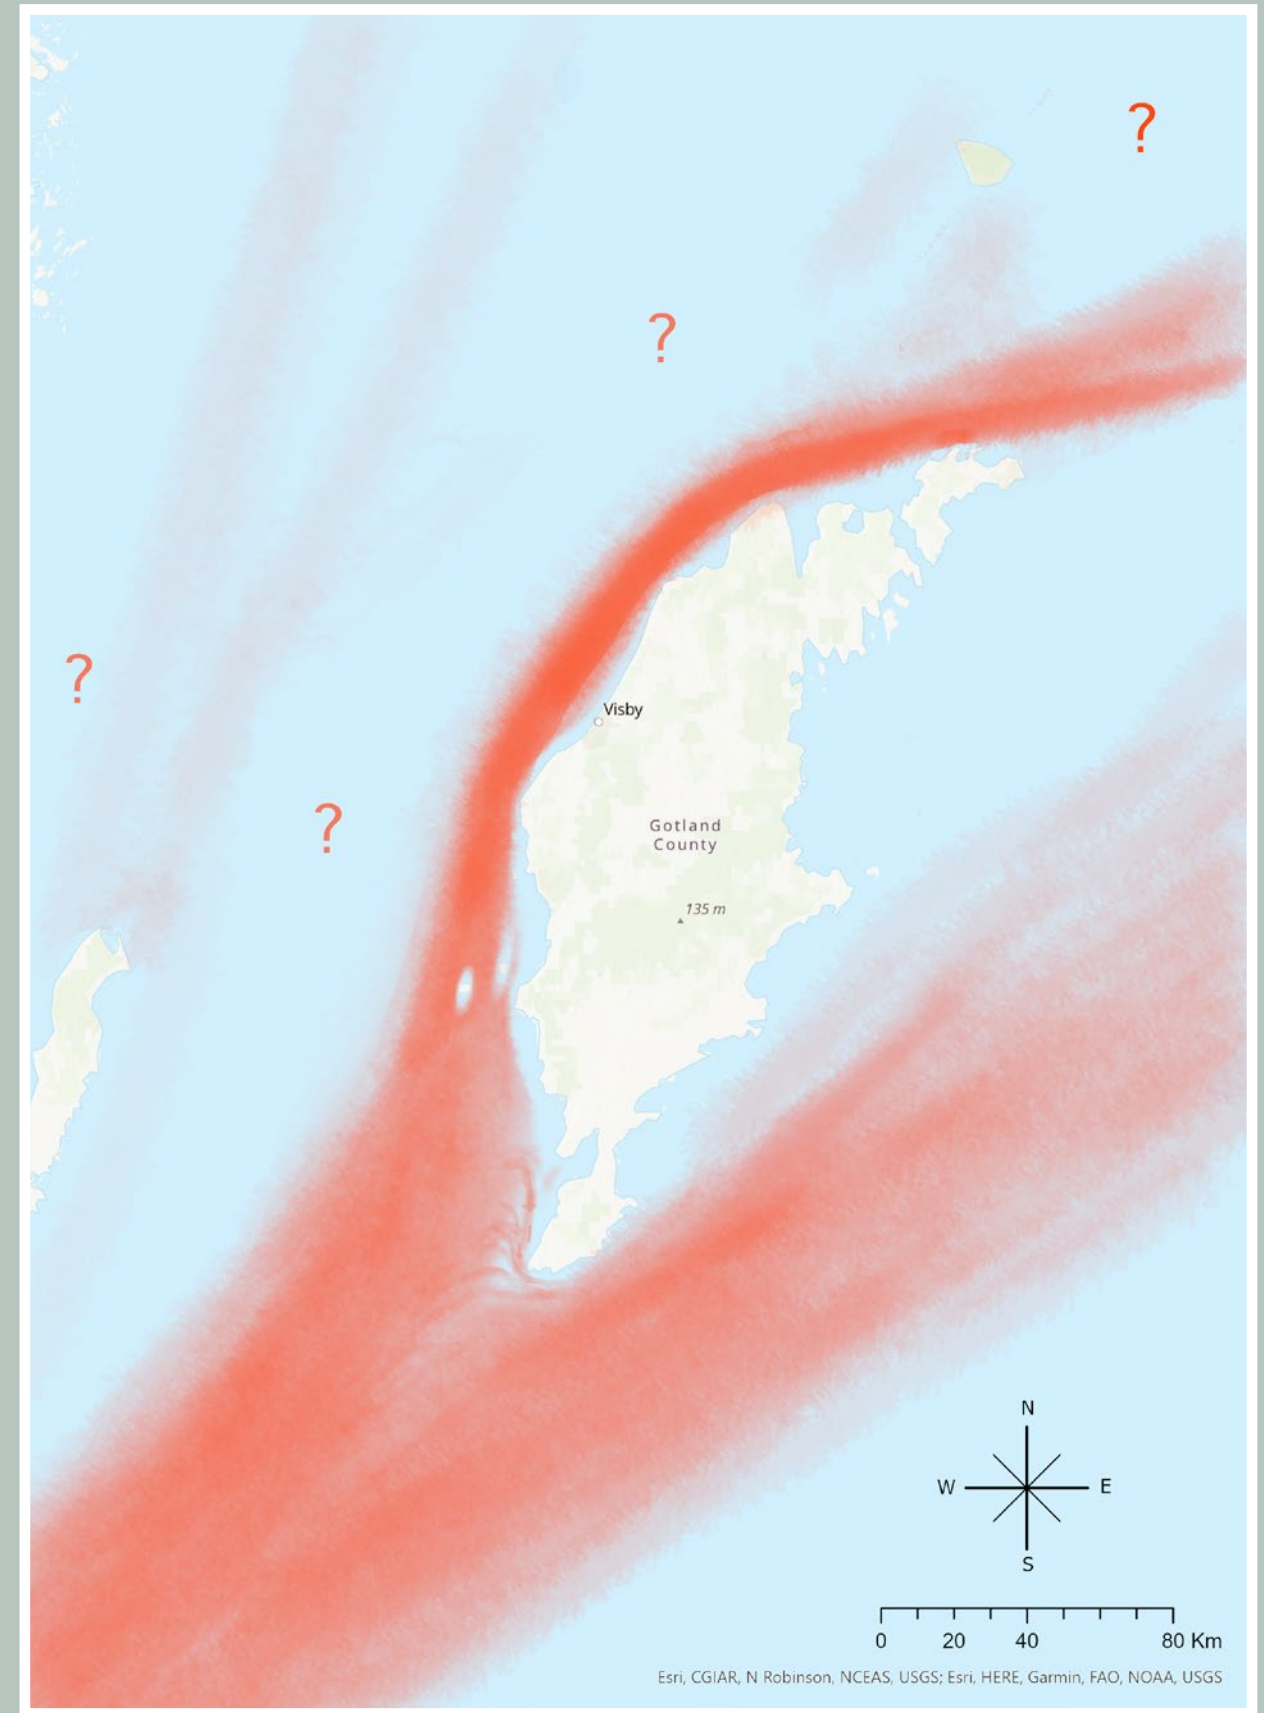 ?
?
?
Visby
?
Gotland
County
135 m
N
W E
S
0 20 40 80 Km
Esri, CGIAR, N Robinson, NCEAS, USGS; Esri, HERE, Garmin, FAO, NOAA, USGS